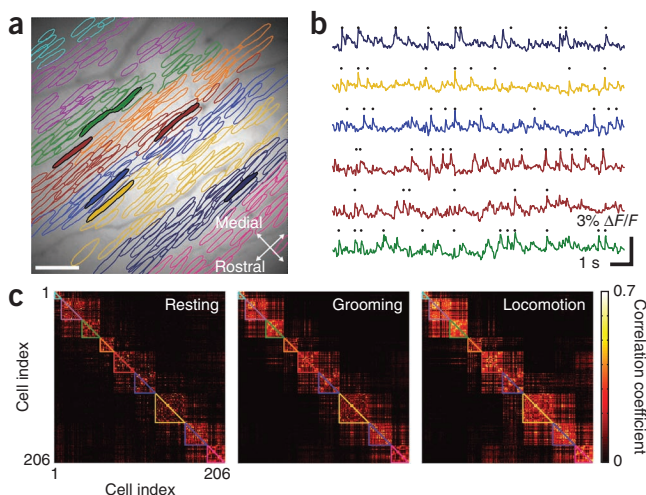 a
Medial
Rostral
b
3% ΔF/F
1 s
c
1
Cell index
206
Resting
Grooming
Locomotion
1
206
Cell index
0.7
Correlation coefficient
0